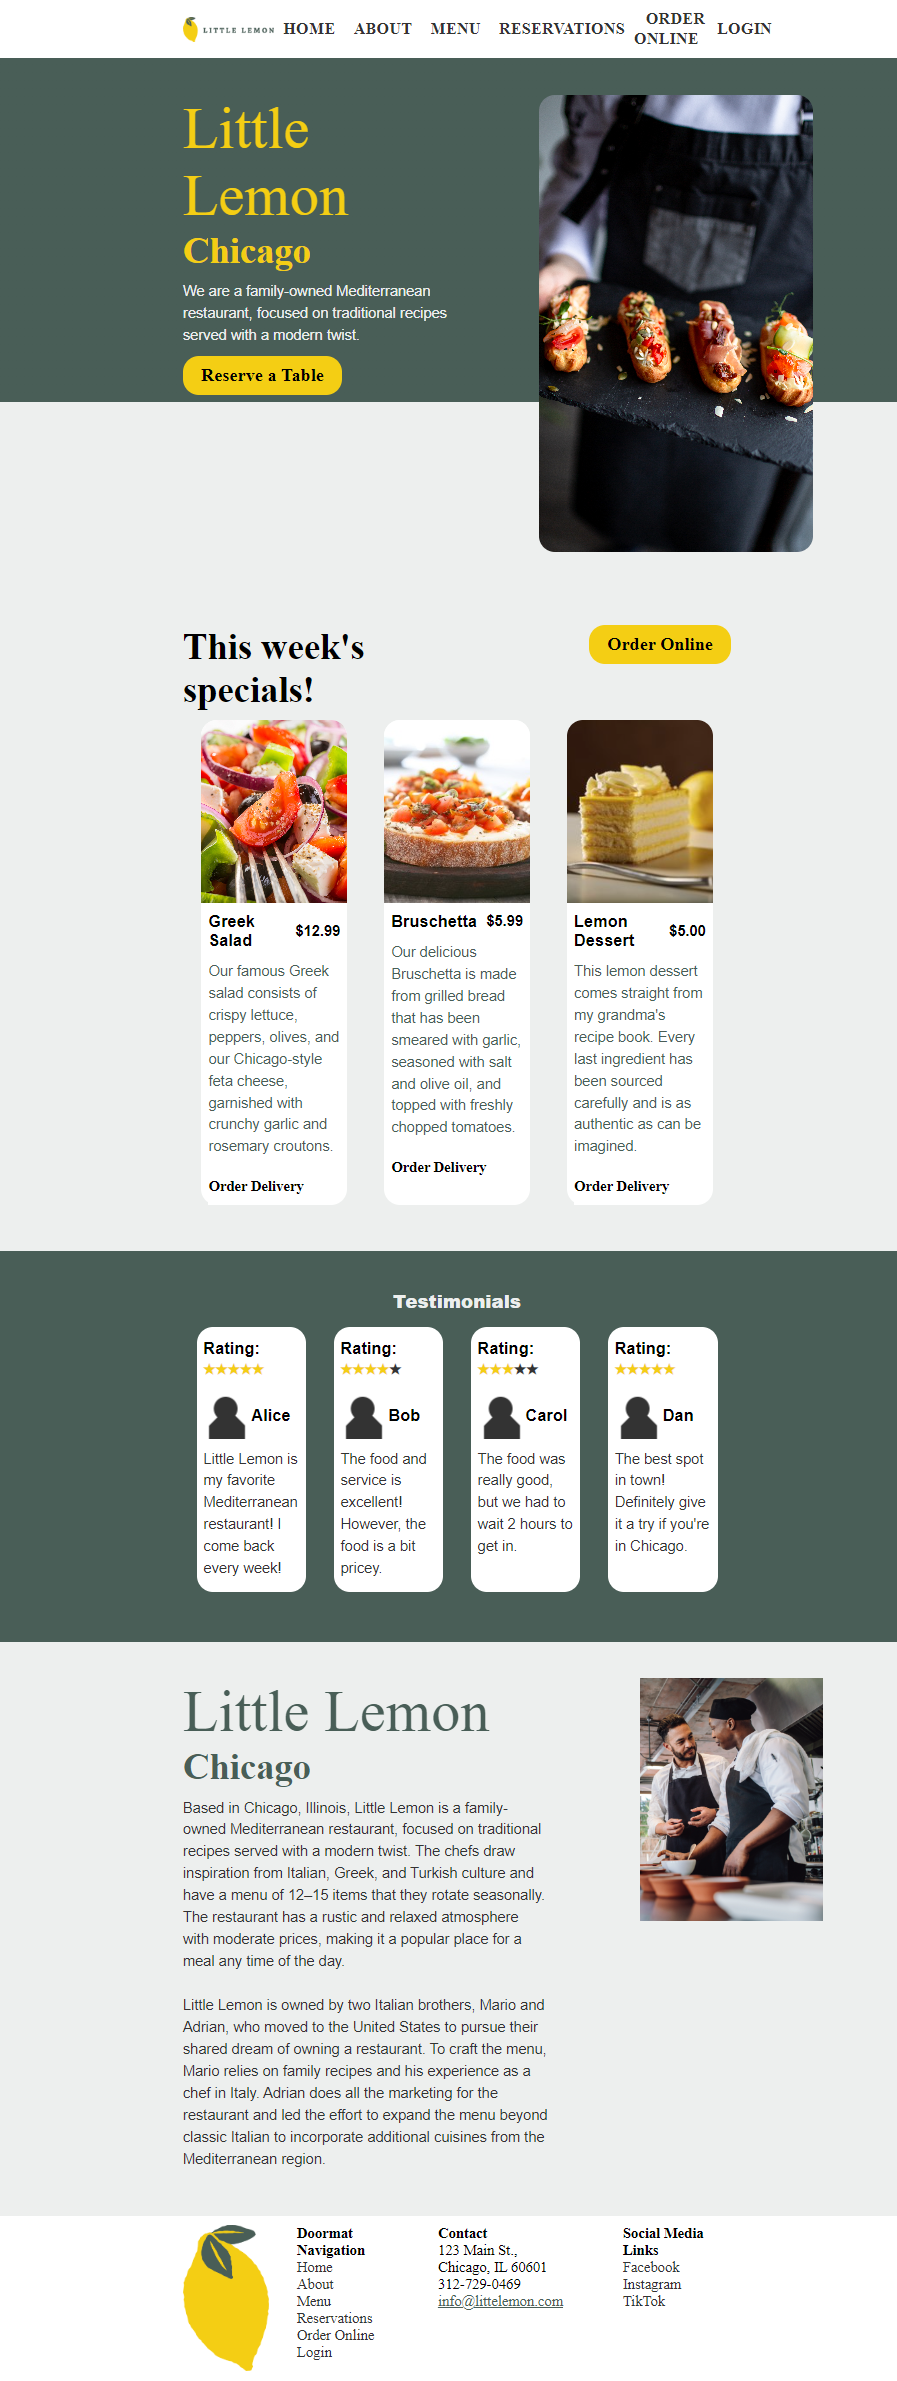 LITTLE LEMON
HOME
ABOUT
MENU
RESERVATIONS
ORDER
ONLINE
LOGIN
Little
Lemon
Chicago
We are a family-owned Mediterranean
restaurant, focused on traditional recipes
served with a modern twist.
Reserve a Table
This week's
specials!
Order Online
Greek
Salad
$12.99
Our famous Greek
salad consists of
crispy lettuce,
peppers, olives, and
our Chicago-style
feta cheese,
garnished with
crunchy garlic and
rosemary croutons.
Order Delivery
Bruschetta $5.99
Our delicious
Bruschetta is made
from grilled bread
that has been
smeared with garlic,
seasoned with salt
and olive oil, and
topped with freshly
chopped tomatoes.
Order Delivery
Lemon
Dessert
$5.00
This lemon dessert
comes straight from
my grandma's
recipe book. Every
last ingredient has
been sourced
carefully and is as
authentic as can be
imagined.
Order Delivery
Testimonials
Rating:
★★★★★
Alice
Little Lemon is
my favorite
Mediterranean
restaurant! I
come back
every week!
Rating:
★★★★★
Bob
The food and
service is
excellent!
However, the
food is a bit
pricey.
Rating:
★★★★★
Carol
The food was
really good,
but we had to
wait 2 hours to
get in.
Rating:
★★★★★
Dan
The best spot
in town!
Definitely give
it a try if you're
in Chicago.
Little Lemon
Chicago
Based in Chicago, Illinois, Little Lemon is a family-
owned Mediterranean restaurant, focused on traditional
recipes served with a modern twist. The chefs draw
inspiration from Italian, Greek, and Turkish culture and
have a menu of 12–15 items that they rotate seasonally.
The restaurant has a rustic and relaxed atmosphere
with moderate prices, making it a popular place for a
meal any time of the day.
Little Lemon is owned by two Italian brothers, Mario and
Adrian, who moved to the United States to pursue their
shared dream of owning a restaurant. To craft the menu,
Mario relies on family recipes and his experience as a
chef in Italy. Adrian does all the marketing for the
restaurant and led the effort to expand the menu beyond
classic Italian to incorporate additional cuisines from the
Mediterranean region.
Doormat
Navigation
Home
About
Menu
Reservations
Order Online
Login
Contact
123 Main St.,
Chicago, IL 60601
312-729-0469
info@littelemon.com
Social Media
Links
Facebook
Instagram
TikTok